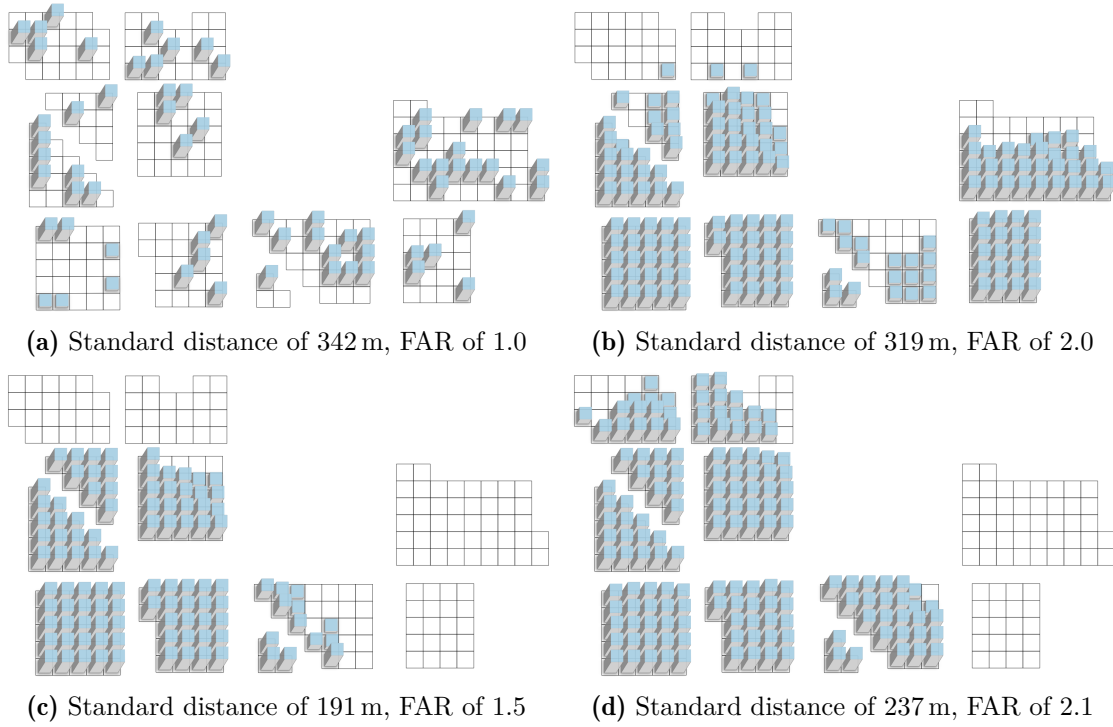 (a) Standard distance of 342 m, FAR of 1.0
(b) Standard distance of 319 m, FAR of 2.0
(c) Standard distance of 191 m, FAR of 1.5
(d) Standard distance of 237 m, FAR of 2.1